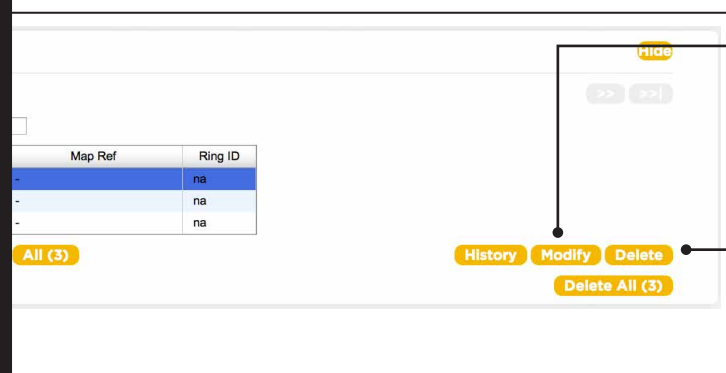 Hide
>> >>|
Map Ref Ring ID
- na
- na
- na
All (3) History Modify Delete
Delete All (3)